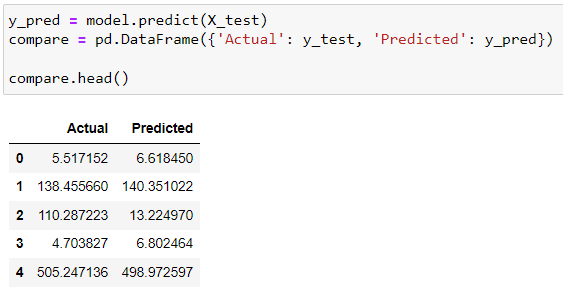 y_pred = model.predict(X_test)
compare = pd.DataFrame({'Actual': y_test, 'Predicted': y_pred})
compare.head()
Actual Predicted
0 5.517152 6.618450
1 138.455660 140.351022
2 110.287223 13.224970
3 4.703827 6.802464
4 505.247136 498.972597